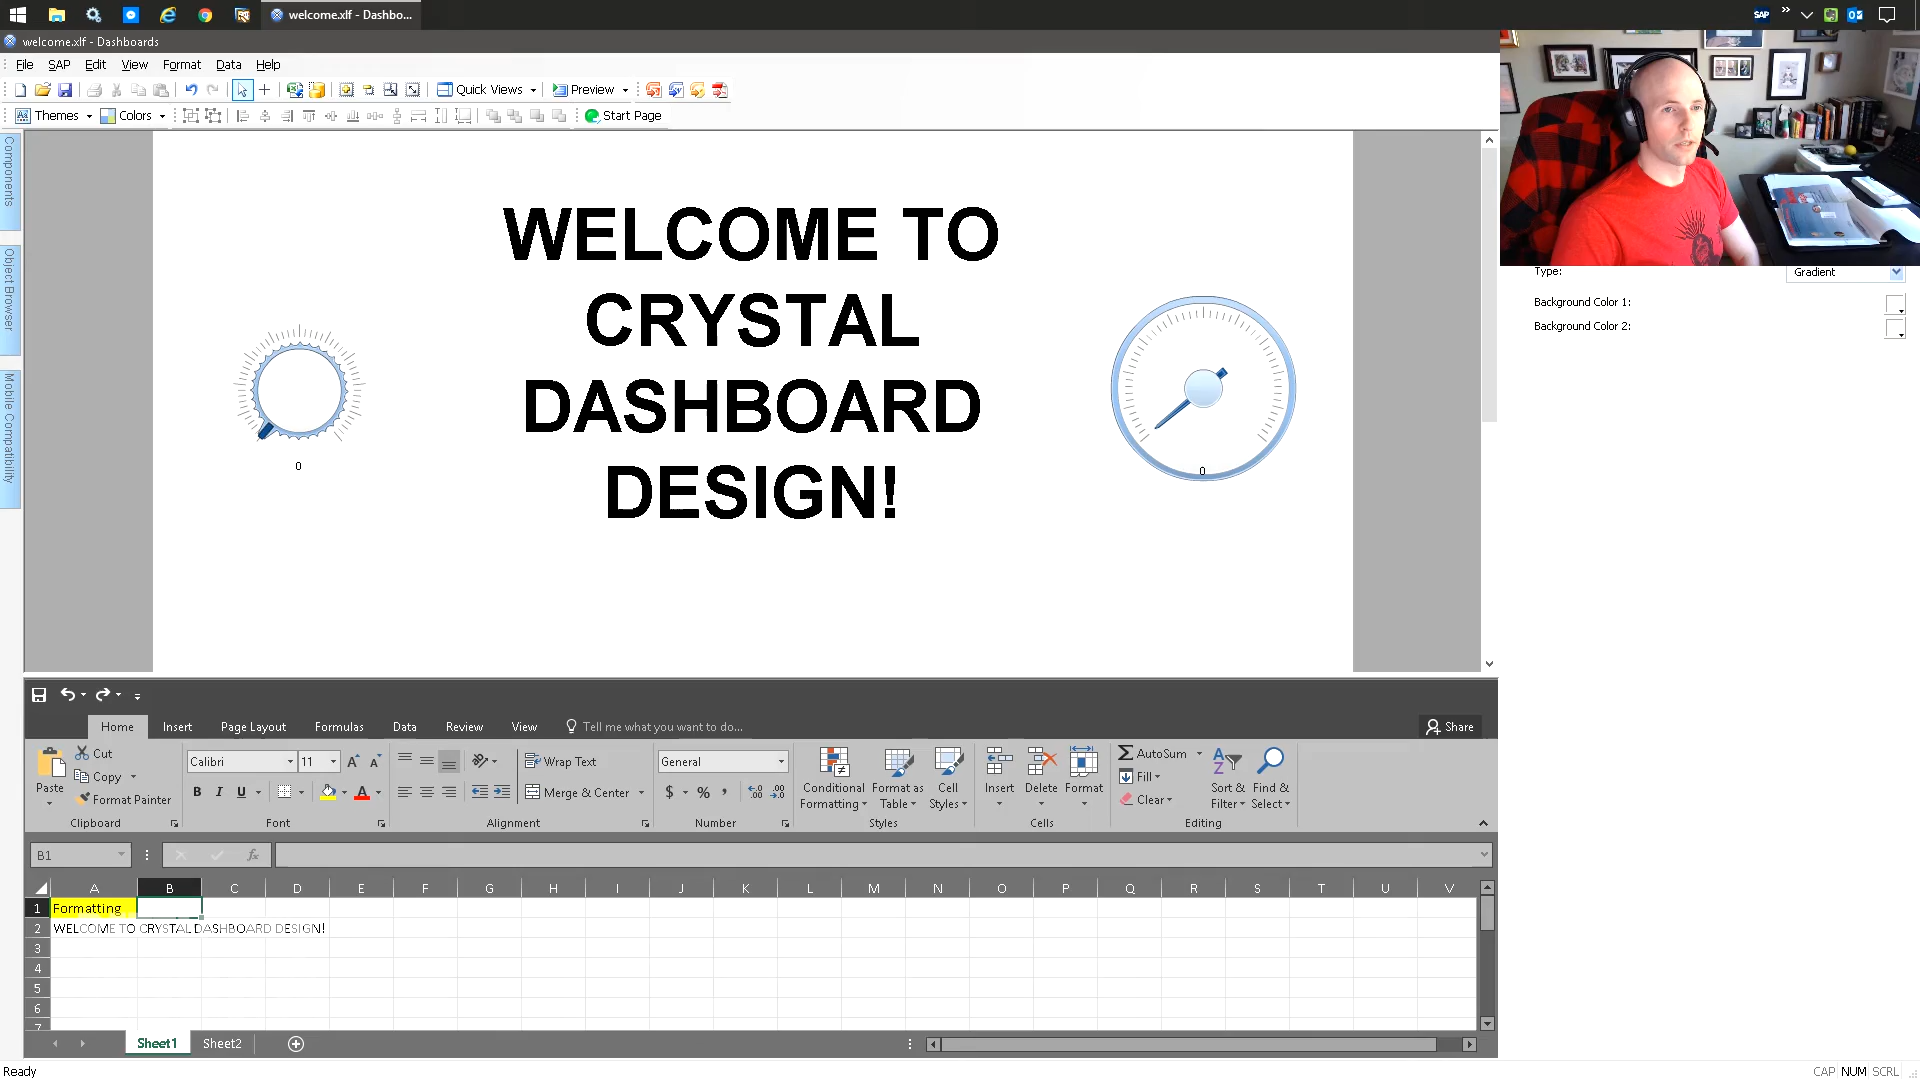 welcome.xlf - Dashbo...
SAP
welcome.xlf - Dashboards
File SAP Edit View Format Data Help
Quick Views Preview
Themes Colors Start Page
Components
Object Browser
Mobile Compatibility
WELCOME TO
CRYSTAL
DASHBOARD
DESIGN!
0
0
Type: Gradient
Background Color 1:
Background Color 2:
Home Insert Page Layout Formulas Data Review View Tell me what you want to do... Share
Paste
Cut
Copy
Format Painter
Clipboard
Calibri 11
B I U A
Font
Wrap Text
Merge & Center
Alignment
General
$ % ,
Number
Conditional Formatting
Format as Table
Cell Styles
Styles
Insert Delete Format
Cells
AutoSum
Fill
Clear
Sort & Filter
Find & Select
Editing
B1 fx
A B C D E F G H I J K L M N O P Q R S T U V
1 Formatting
2 WELCOME TO CRYSTAL DASHBOARD DESIGN!
3
4
5
6
7
Sheet1 Sheet2
Ready CAP NUM SCRL